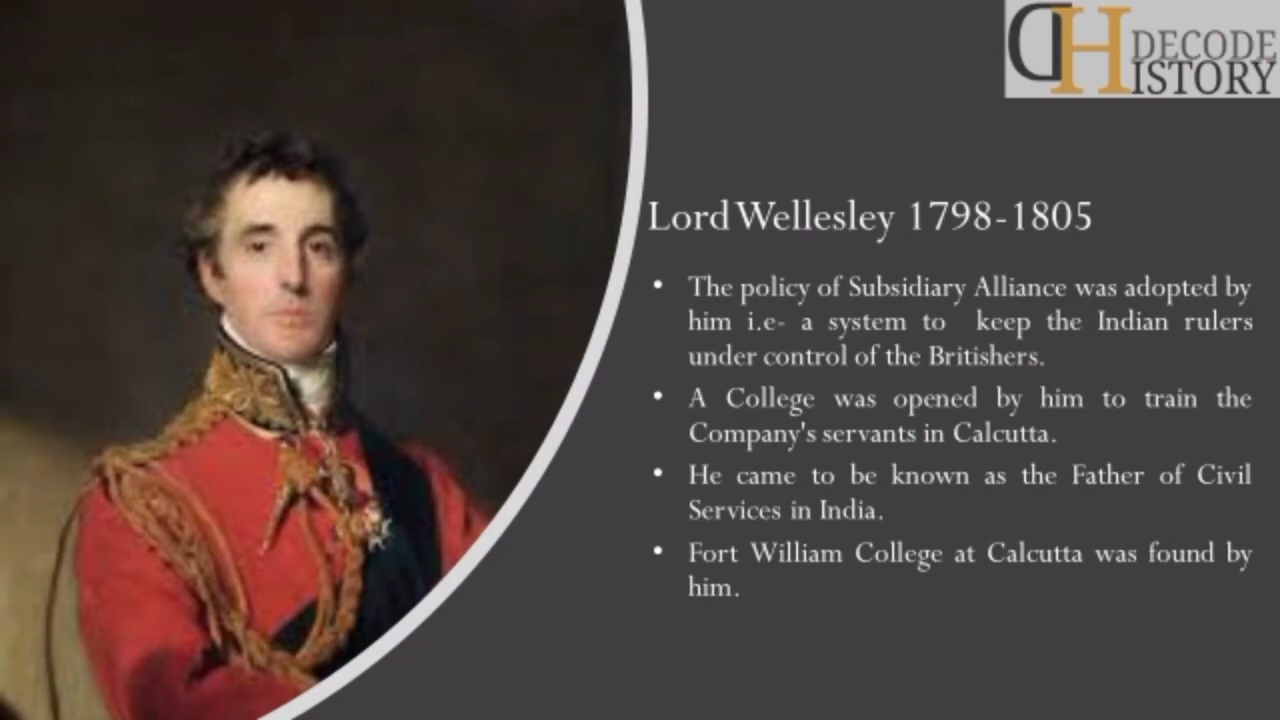 DH DECODE
HISTORY
Lord Wellesley 1798-1805
• The policy of Subsidiary Alliance was adopted by
him i.e- a system to keep the Indian rulers
under control of the Britishers.
• A College was opened by him to train the
Company's servants in Calcutta.
• He came to be known as the Father of Civil
Services in India.
• Fort William College at Calcutta was found by
him.